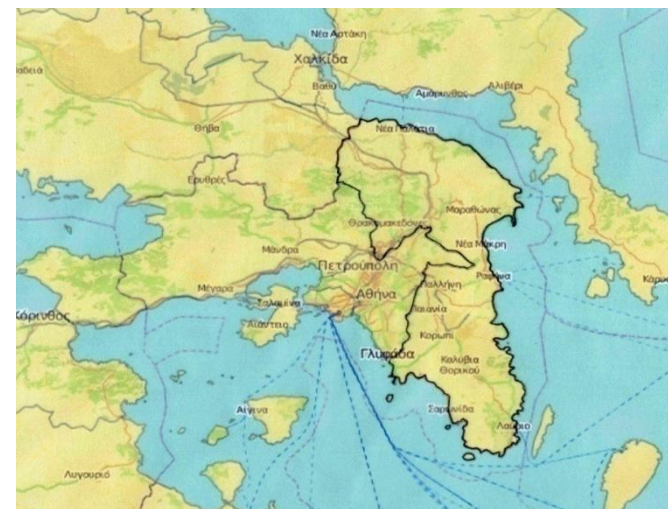 Νέα Αρτάκη
Χαλκίδα
Βαθύ
Αμάρυνθος
Αλιβέρι
Θήβα
Νέα Παλάτια
Ερυθρές
Μαραθώνας
Θρακομακεδόνες
Μάνδρα
Νέα Μάκρη
Πετρούπολη
Ραφήνα
Μέγαρα
Αθήνα
Παλλήνη
Σαλαμίνα
Παιανία
Κόρινθος
Αιάντειο
Κορωπί
Γλυφάδα
Καλύβια
Θορικού
Αίγινα
Σαρωνίδα
Λαύριο
Λυγουριό